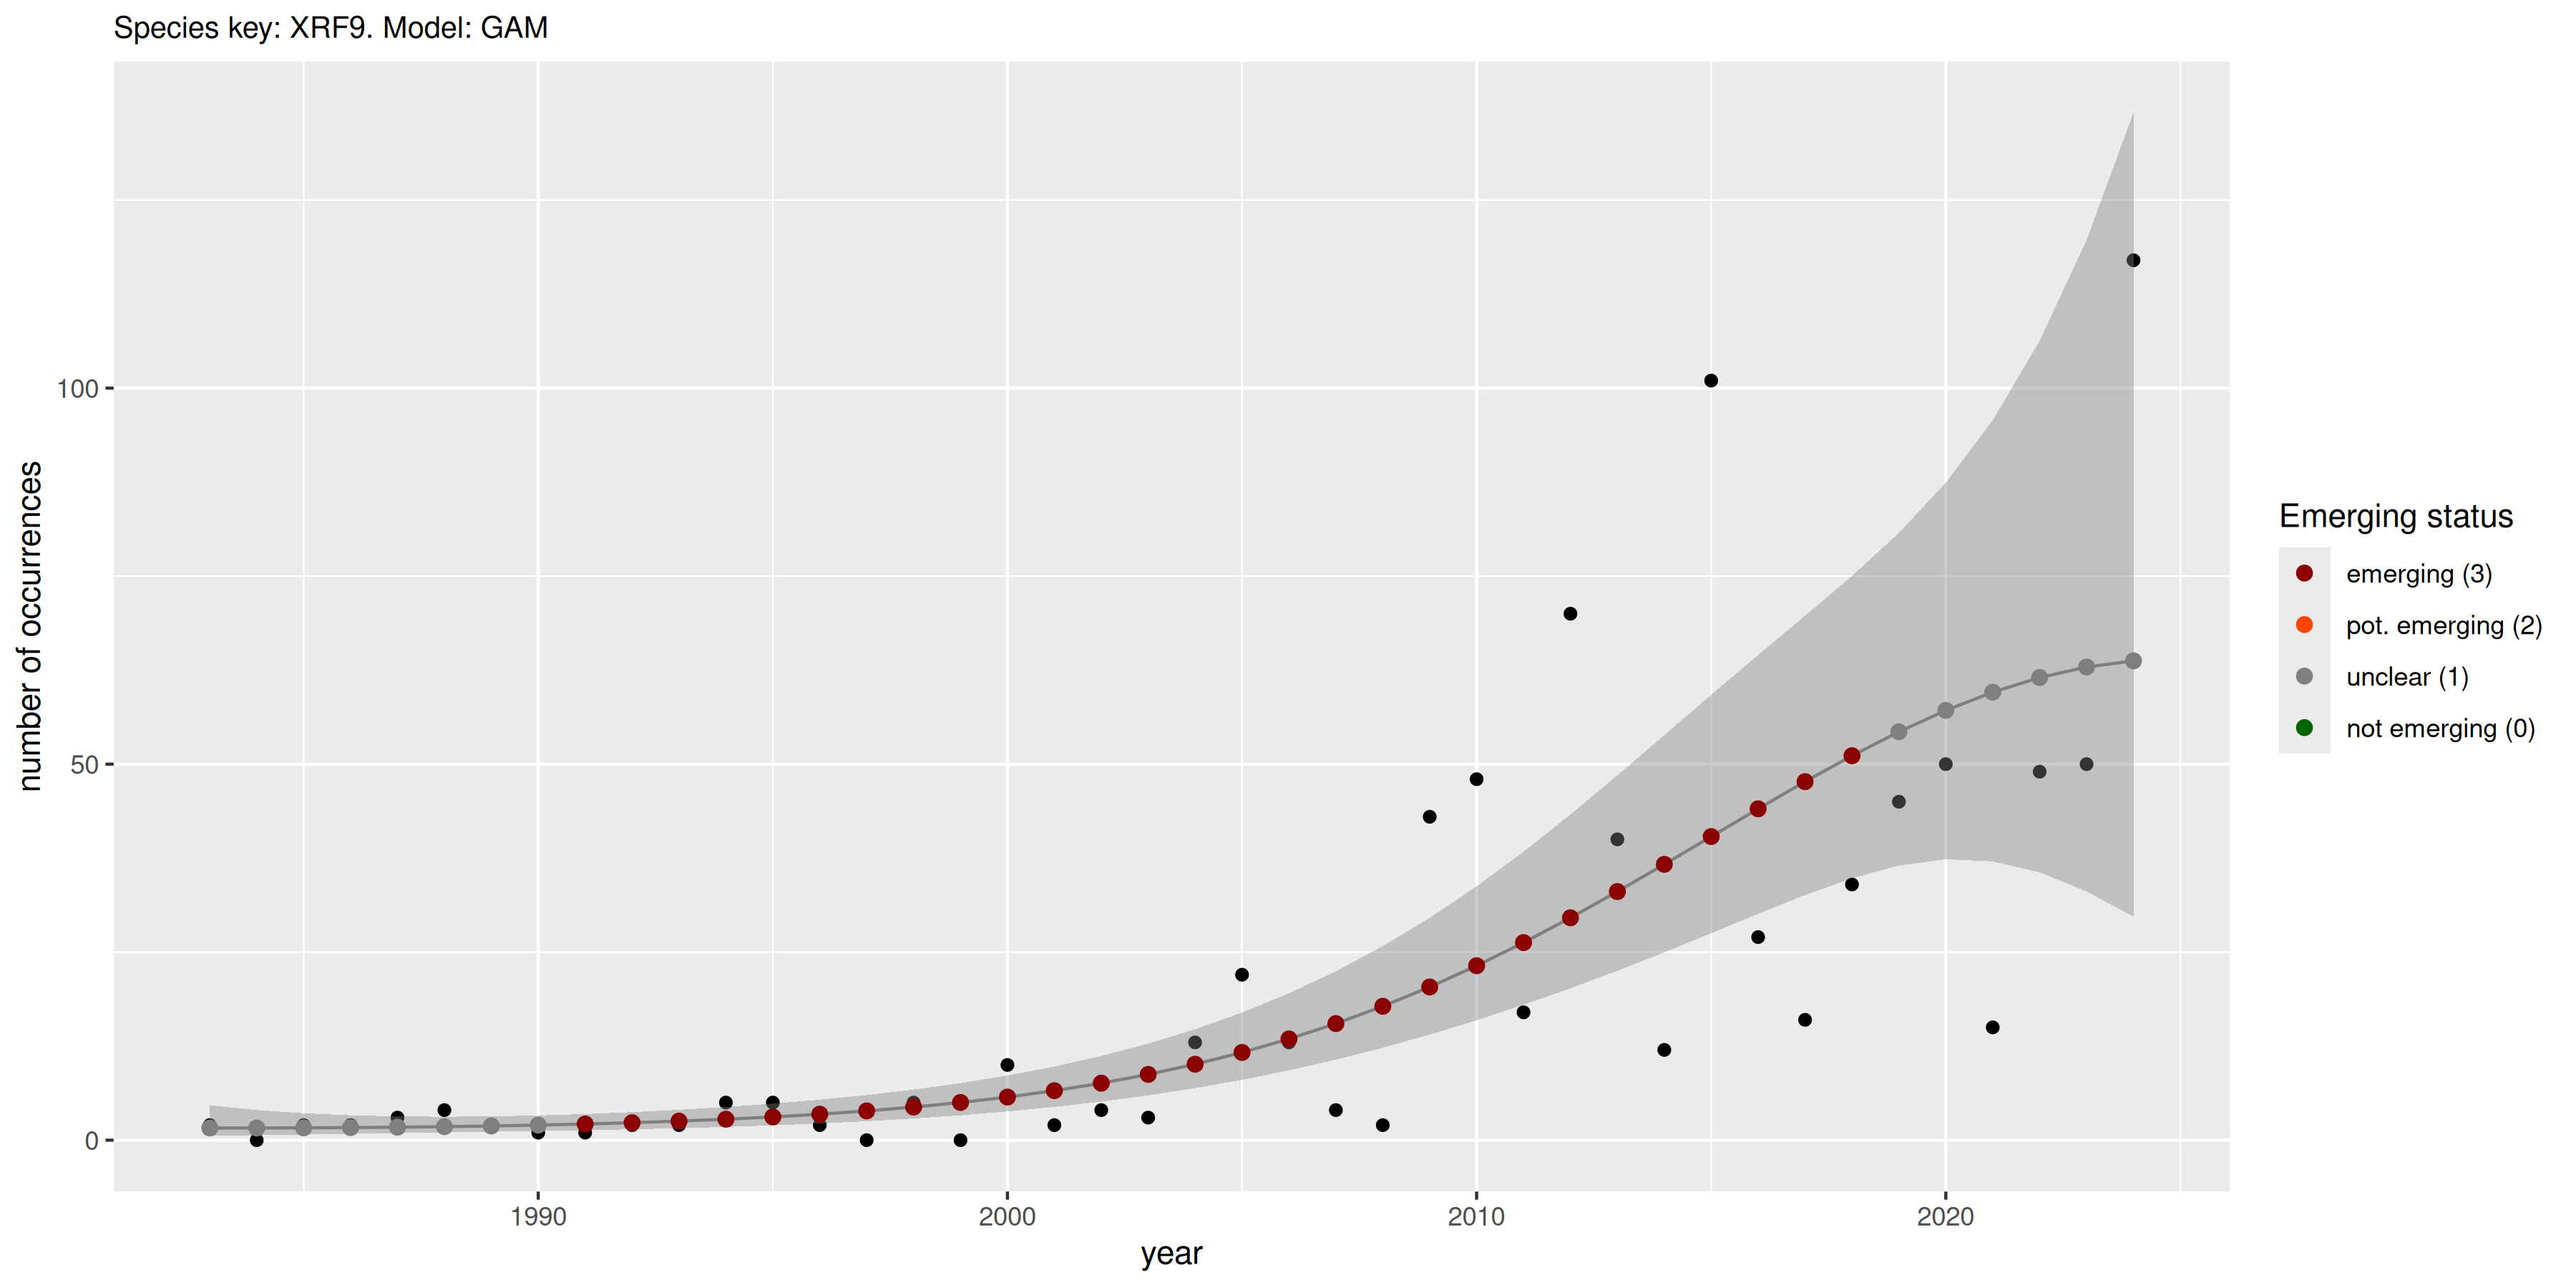 Species key: XRF9. Model: GAM
number of occurrences
100
50
0
1990
2000
2010
2020
year
Emerging status
emerging (3)
pot. emerging (2)
unclear (1)
not emerging (0)